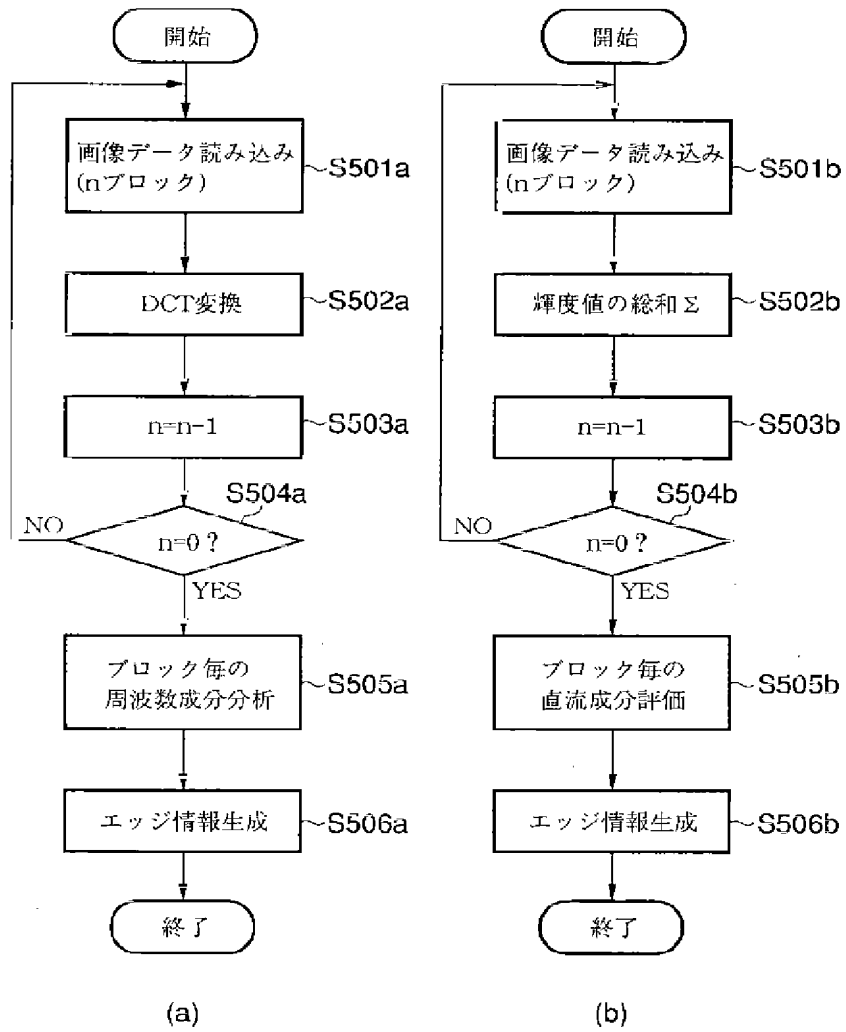 開始
画像データ読み込み
(nブロック)
S501a
DCT変換
S502a
n=n-1
S503a
S504a
NO
n=0?
YES
ブロック毎の
周波数成分分析
S505a
エッジ情報生成
S506a
終了
(a)
開始
画像データ読み込み
(nブロック)
S501b
輝度値の総和Σ
S502b
n=n-1
S503b
S504b
NO
n=0?
YES
ブロック毎の
直流成分評価
S505b
エッジ情報生成
S506b
終了
(b)